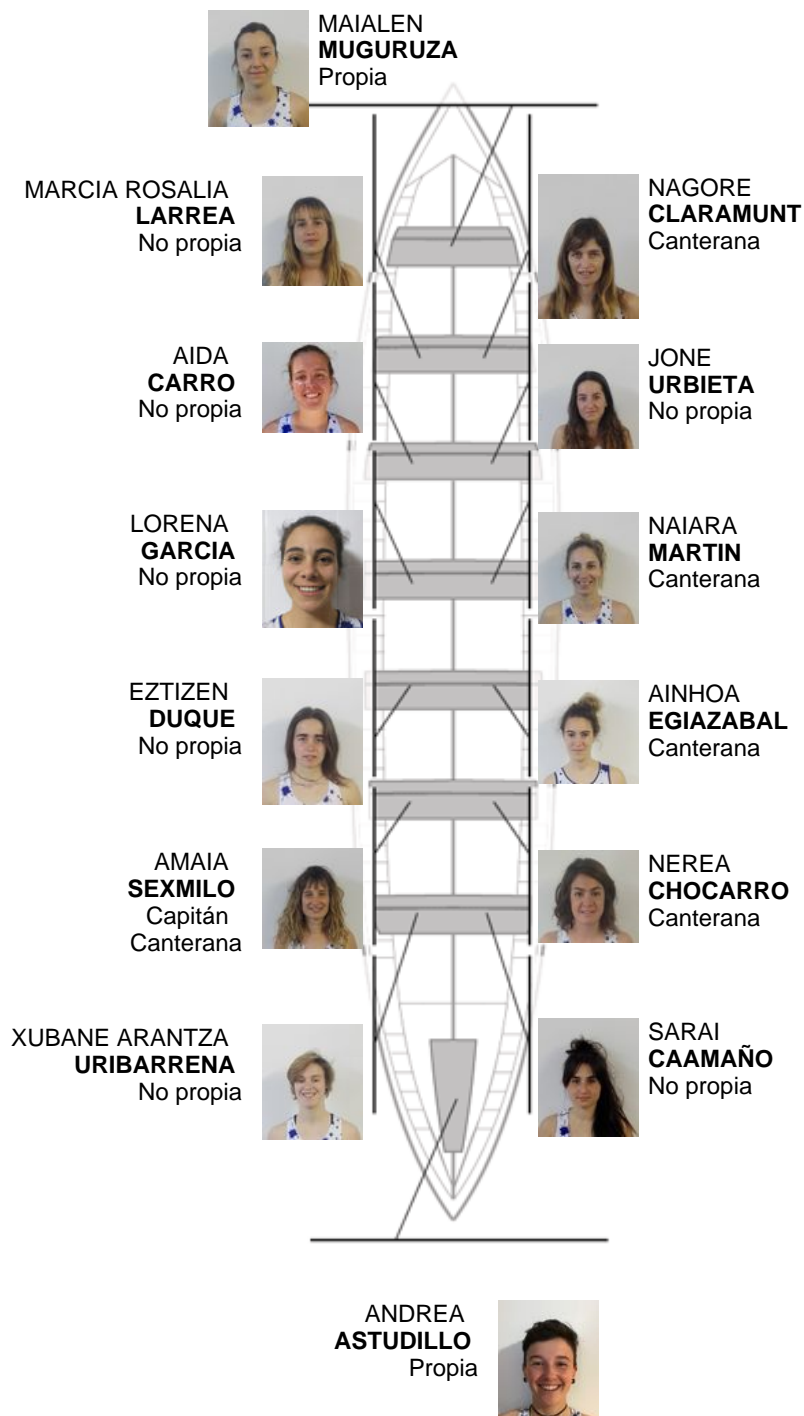 MAIALEN
MUGURUZA
Propia
MARCIA ROSALIA
LARREA
No propia
NAGORE
CLARAMUNT
Canterana
AIDA
CARRO
No propia
JONE
URBIETA
No propia
LORENA
GARCIA
No propia
NAIARA
MARTIN
Canterana
EZTIZEN
DUQUE
No propia
AINHOA
EGIAZABAL
Canterana
AMAIA
SEXMILO
Capitán
Canterana
NEREA
CHOCARRO
Canterana
XUBANE ARANTZA
URIBARRENA
No propia
SARAI
CAAMAÑO
No propia
ANDREA
ASTUDILLO
Propia